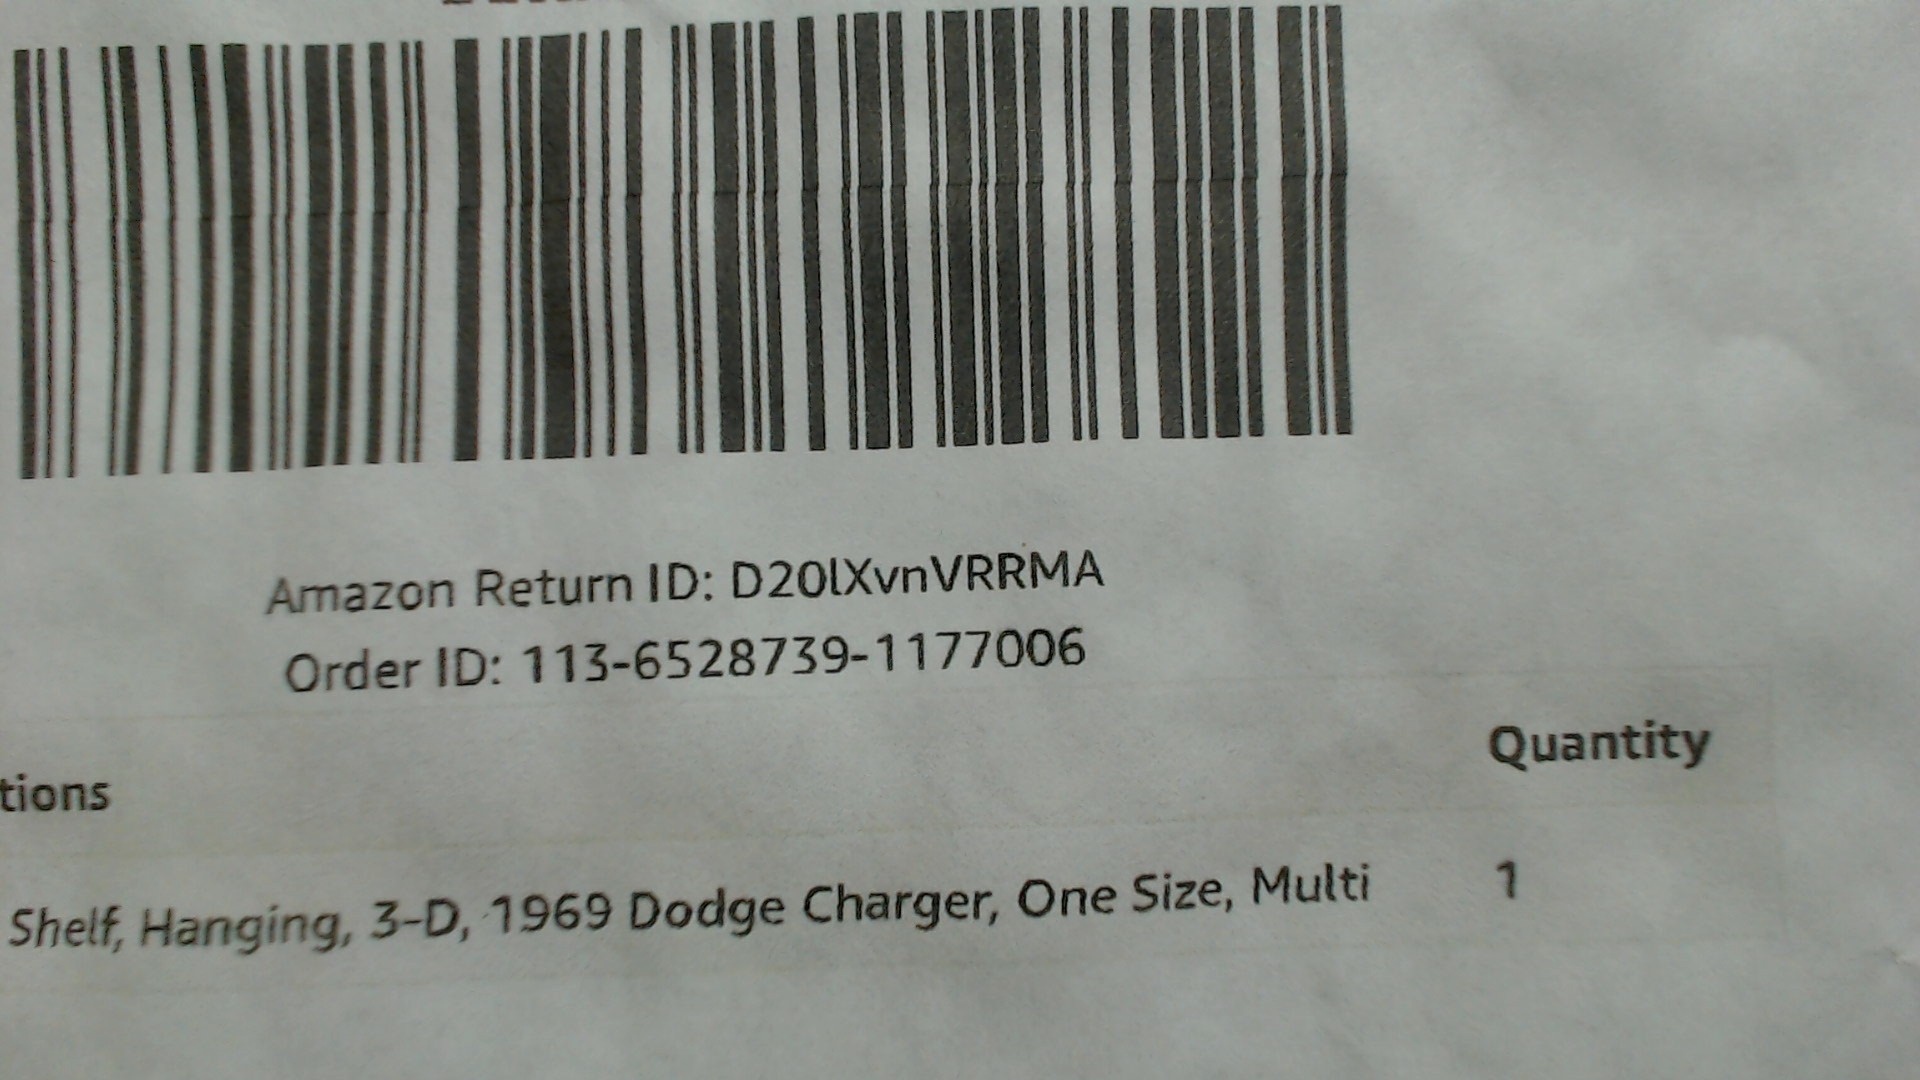 Amazon Return ID: D20lXvnVRRMA
Order ID: 113-6528739-1177006
tions Quantity
Shelf, Hanging, 3-D, 1969 Dodge Charger, One Size, Multi 1